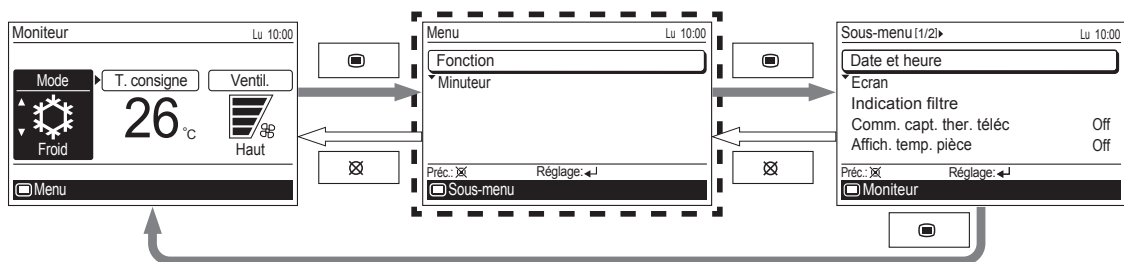 Moniteur Lu 10:00
Mode T. consigne Ventil.
26 °C
Froid Haut
Menu
Menu Lu 10:00
Fonction
Minuteur
Préc.: Réglage:
Sous-menu
Sous-menu [1/2] Lu 10:00
Date et heure
Ecran
Indication filtre
Comm. capt. ther. téléc Off
Affich. temp. pièce Off
Préc.: Réglage:
Moniteur